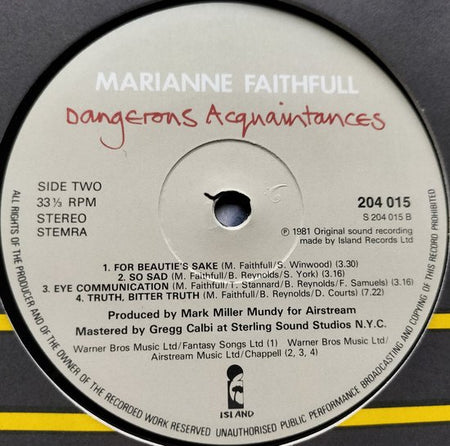 MARIANNE FAITHFULL
Dangerous Acquaintances
SIDE TWO
33⅓ RPM
STEREO
STEMRA
204 015
S 204 015 B
℗ 1981 Original sound recording
made by Island Records Ltd
1. FOR BEAUTIE'S SAKE (M. Faithfull/S. Winwood) (3.30)
2. SO SAD (M. Faithfull/B. Reynolds/S. York) (3.16)
3. EYE COMMUNICATION (M. Faithfull/T. Stannard/B. Reynolds/F. Samuels) (3.16)
4. TRUTH, BITTER TRUTH (M. Faithfull/B. Reynolds/D. Courts) (7.22)
Produced by Mark Miller Mundy for Airstream
Mastered by Gregg Calbi at Sterling Sound Studios N.Y.C.
Warner Bros Music Ltd/Fantasy Songs Ltd (1) Warner Bros Music Ltd/
Airstream Music Ltd/Chappell (2, 3, 4)
ISLAND
ALL RIGHTS OF THE PRODUCER AND OF THE OWNER OF THE RECORDED WORK RESERVED UNAUTHORISED PUBLIC PERFORMANCE BROADCASTING AND COPYING OF THIS RECORD PROHIBITED